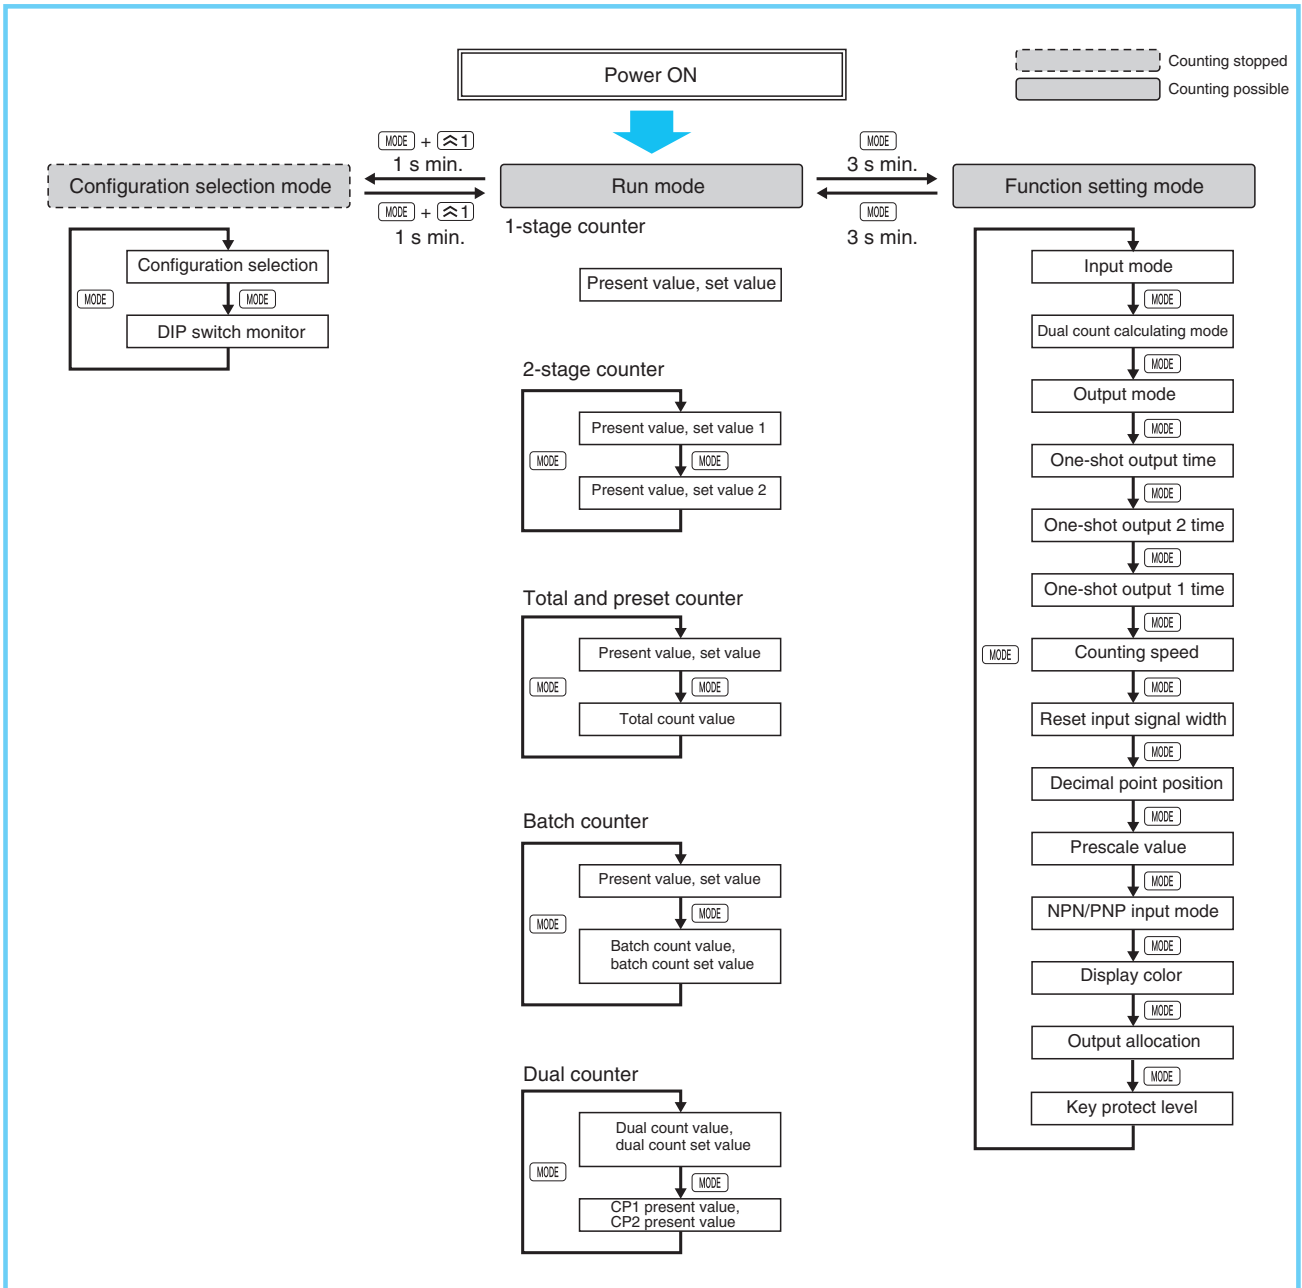 Power ON
Counting stopped
Counting possible
MODE + 1
1 s min.
MODE
3 s min.
Configuration selection mode
Run mode
Function setting mode
MODE + 1
1 s min.
MODE
3 s min.
Configuration selection
MODE
MODE
DIP switch monitor
1-stage counter
Present value, set value
2-stage counter
Present value, set value 1
MODE
MODE
Present value, set value 2
Total and preset counter
Present value, set value
MODE
MODE
Total count value
Batch counter
Present value, set value
MODE
MODE
Batch count value,
batch count set value
Dual counter
Dual count value,
dual count set value
MODE
MODE
CP1 present value,
CP2 present value
Input mode
MODE
Dual count calculating mode
MODE
Output mode
MODE
One-shot output time
MODE
One-shot output 2 time
MODE
One-shot output 1 time
MODE
MODE
Counting speed
MODE
Reset input signal width
MODE
Decimal point position
MODE
Prescale value
MODE
NPN/PNP input mode
MODE
Display color
MODE
Output allocation
MODE
Key protect level